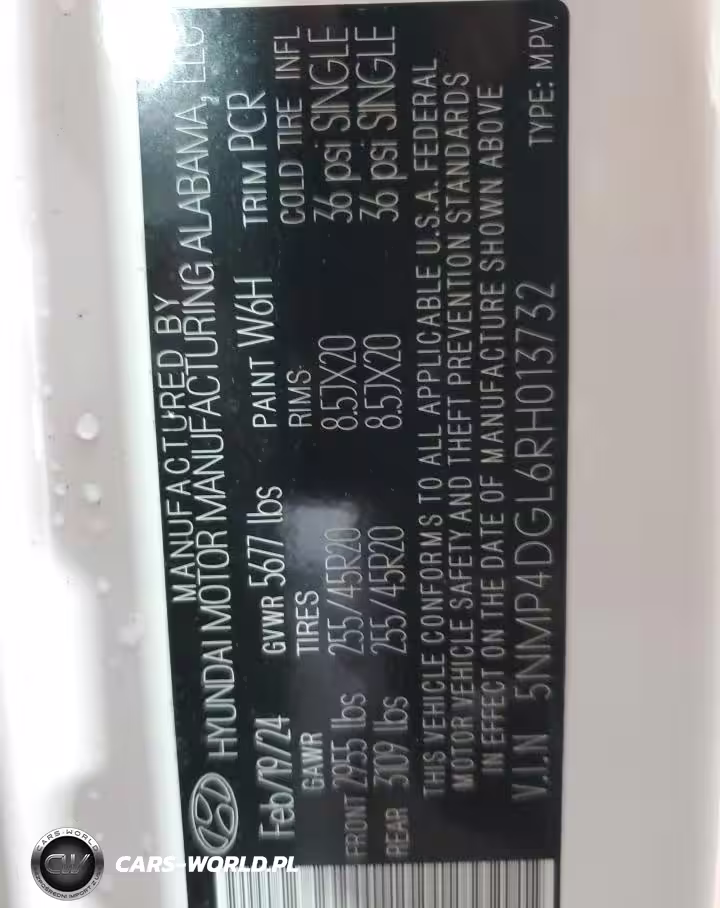 MANUFACTURED BY
HYUNDAI MOTOR MANUFACTURING ALABAMA, LLC
Feb/19/24 GVWR 5677 lbs PAINT W6H TRIM PCR
GAWR TIRES RIMS COLD TIRE INFL
FRONT 2955 lbs 255/45R20 8.5JX20 36 psi SINGLE
REAR 3109 lbs 255/45R20 8.5JX20 36 psi SINGLE
THIS VEHICLE CONFORMS TO ALL APPLICABLE U.S.A. FEDERAL
MOTOR VEHICLE SAFETY AND THEFT PREVENTION STANDARDS
IN EFFECT ON THE DATE OF MANUFACTURE SHOWN ABOVE
V.I.N 5NMP4DGL6RH013732 TYPE: MPV.
CARS-WORLD
CW
CARS-WORLD.PL